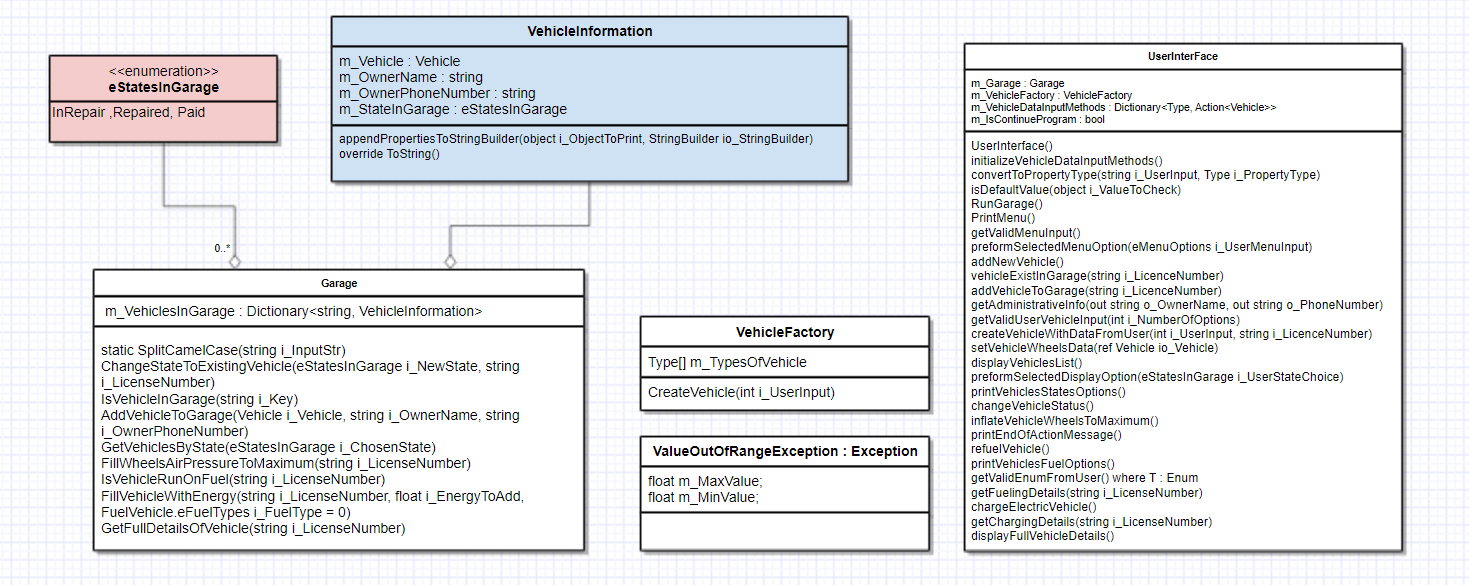 <<enumeration>>
eStatesInGarage
InRepair ,Repaired, Paid
VehicleInformation
m_Vehicle : Vehicle
m_OwnerName : string
m_OwnerPhoneNumber : string
m_StateInGarage : eStatesInGarage
appendPropertiesToStringBuilder(object i_ObjectToPrint, StringBuilder io_StringBuilder)
override ToString()
0..*
Garage
m_VehiclesInGarage : Dictionary<string, VehicleInformation>
static SplitCamelCase(string i_InputStr)
ChangeStateToExistingVehicle(eStatesInGarage i_NewState, string
i_LicenseNumber)
IsVehicleInGarage(string i_Key)
AddVehicleToGarage(Vehicle i_Vehicle, string i_OwnerName, string
i_OwnerPhoneNumber)
GetVehiclesByState(eStatesInGarage i_ChosenState)
FillWheelsAirPressureToMaximum(string i_LicenseNumber)
IsVehicleRunOnFuel(string i_LicenseNumber)
FillVehicleWithEnergy(string i_LicenseNumber, float i_EnergyToAdd,
FuelVehicle.eFuelTypes i_FuelType = 0)
GetFullDetailsOfVehicle(string i_LicenseNumber)
VehicleFactory
Type[] m_TypesOfVehicle
CreateVehicle(int i_UserInput)
ValueOutOfRangeException : Exception
float m_MaxValue;
float m_MinValue;
UserInterFace
m_Garage : Garage
m_VehicleFactory : VehicleFactory
m_VehicleDataInputMethods : Dictionary<Type, Action<Vehicle>>
m_IsContinueProgram : bool
UserInterface()
initializeVehicleDataInputMethods()
convertToPropertyType(string i_UserInput, Type i_PropertyType)
isDefaultValue(object i_ValueToCheck)
RunGarage()
PrintMenu()
getValidMenuInput()
preformSelectedMenuOption(eMenuOptions i_UserMenuInput)
addNewVehicle()
vehicleExistInGarage(string i_LicenceNumber)
addVehicleToGarage(string i_LicenceNumber)
getAdministrativeInfo(out string o_OwnerName, out string o_PhoneNumber)
getValidUserVehicleInput(int i_NumberOfOptions)
createVehicleWithDataFromUser(int i_UserInput, string i_LicenceNumber)
setVehicleWheelsData(ref Vehicle io_Vehicle)
displayVehiclesList()
preformSelectedDisplayOption(eStatesInGarage i_UserStateChoice)
printVehiclesStatesOptions()
changeVehicleStatus()
inflateVehicleWheelsToMaximum()
printEndOfActionMessage()
refuelVehicle()
printVehiclesFuelOptions()
getValidEnumFromUser() where T : Enum
getFuelingDetails(string i_LicenseNumber)
chargeElectricVehicle()
getChargingDetails(string i_LicenseNumber)
displayFullVehicleDetails()